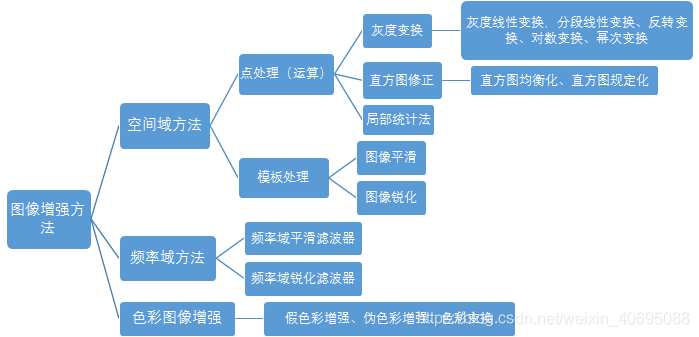 灰度线性变换、分段线性变换、反转变
换、对数变换、幂次变换
灰度变换
点处理（运算）
直方图修正
直方图均衡化、直方图规定化
局部统计法
空间域方法
模板处理
图像平滑
图像锐化
图像增强方
法
频率域方法
频率域平滑滤波器
频率域锐化滤波器
色彩图像增强
假色彩增强、伪色彩增强、色彩变换
https://blog.csdn.net/weixin_40695088